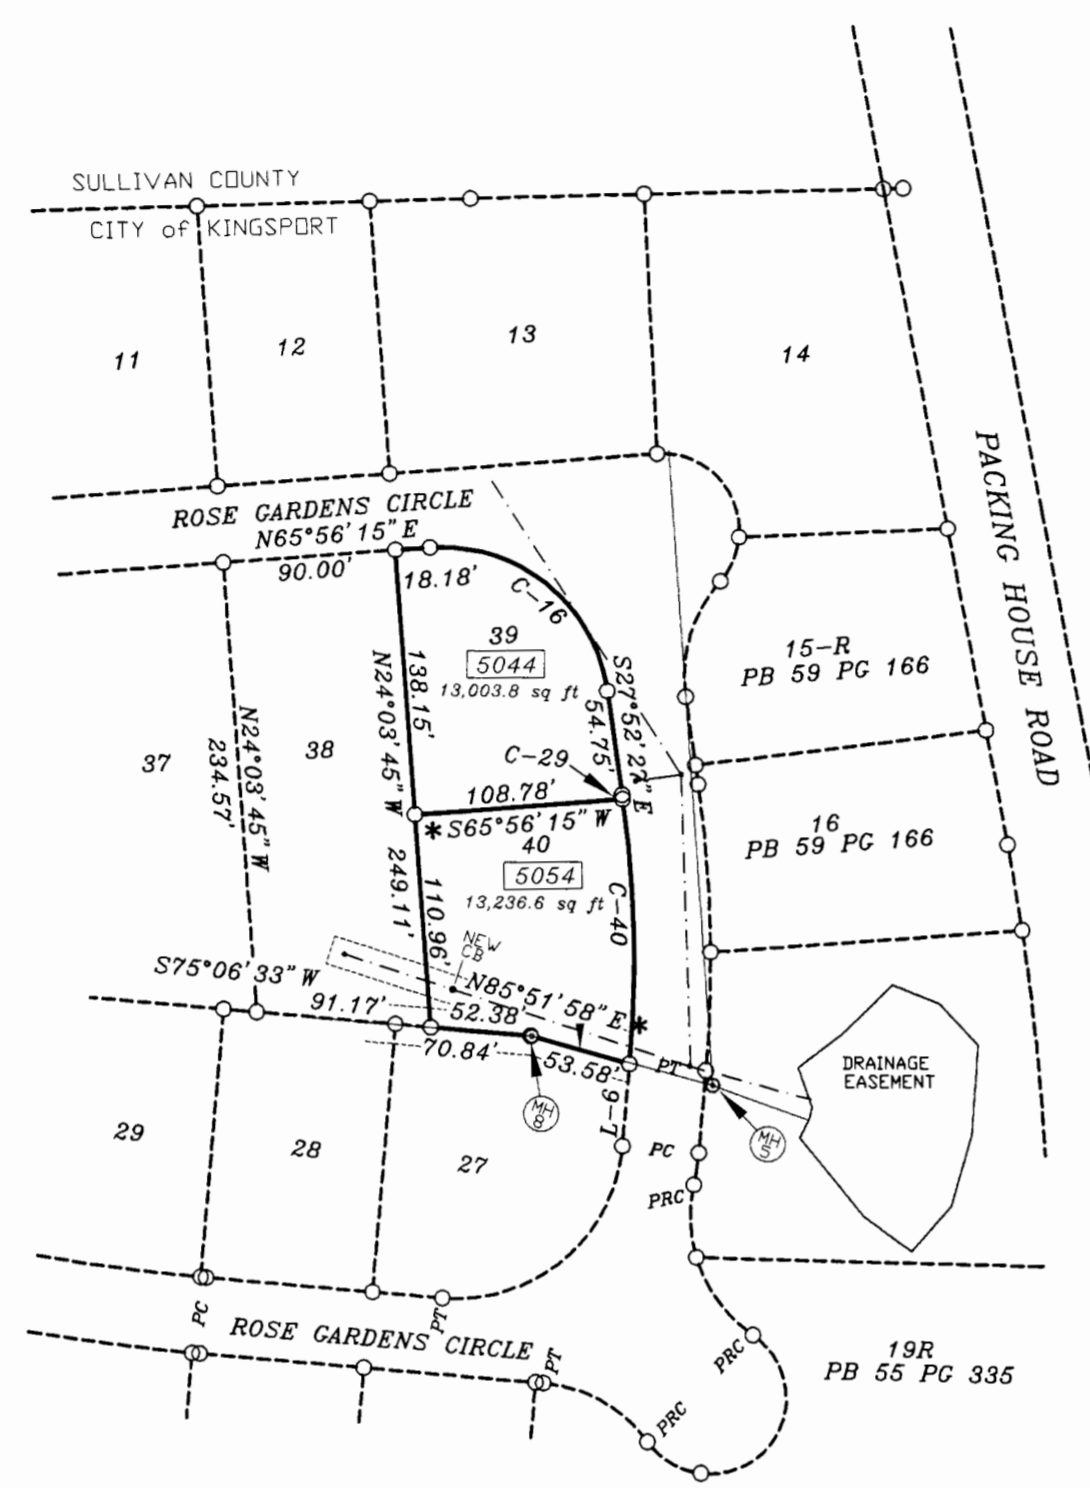 SULLIVAN COUNTY
CITY of KINGSPORT
11
12
13
14
PACKING HOUSE ROAD
ROSE GARDENS CIRCLE
N65°56'15"E
90.00'
18.18'
C-16
39
5044
13,003.8 sq ft
138.15'
N24°03'45"W
S27°52'27"E
54.75'
15-R
PB 59 PG 166
37
N24°03'45"W
234.57'
38
C-29
108.78'
* S65°56'15"W
40
5054
13,236.6 sq ft
16
PB 59 PG 166
249.11'
110.96'
C-40
NEW
CB
S75°06'33"W
N85°51'58"E *
91.17'
52.38'
70.84'
53.58'
PT
DRAINAGE
EASEMENT
MH
8
L-9
MH
5
29
28
27
PC
PRC
PC
PT
ROSE GARDENS CIRCLE
PT
PRC
19R
PB 55 PG 335
PRC